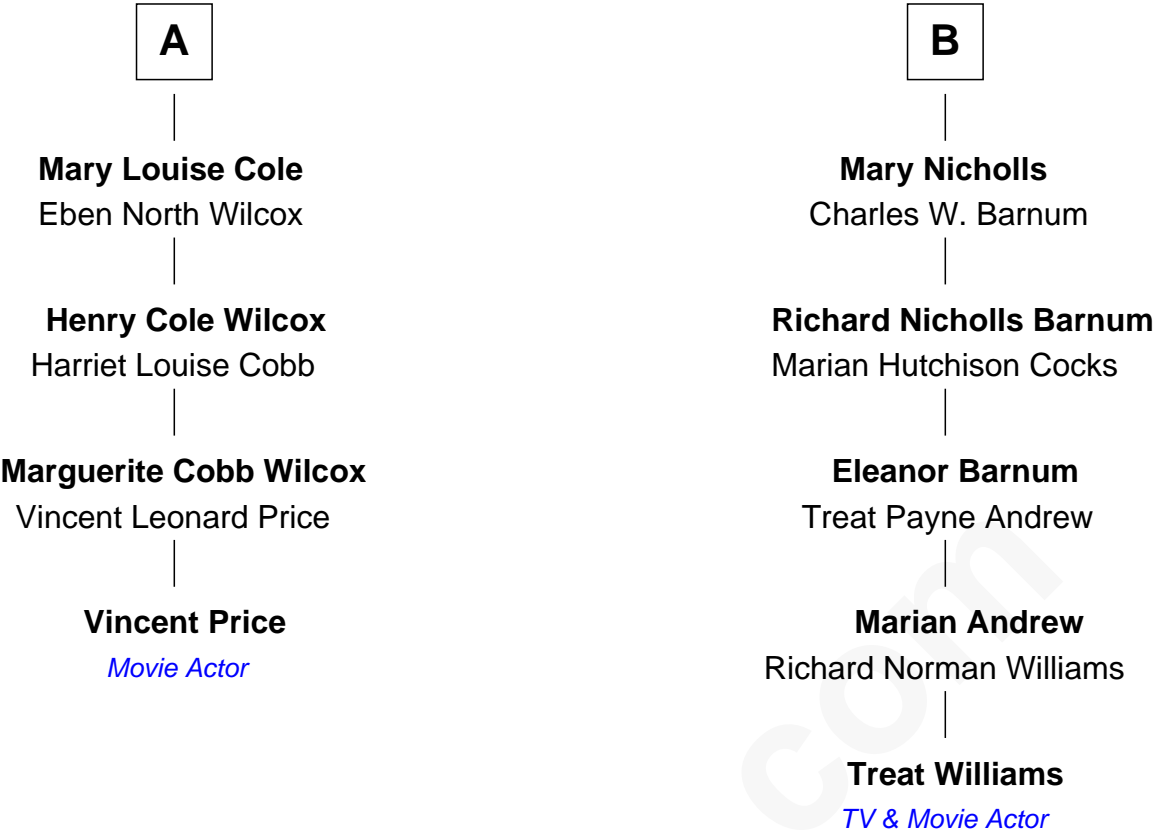 A
Mary Louise Cole
Eben North Wilcox
Henry Cole Wilcox
Harriet Louise Cobb
Marguerite Cobb Wilcox
Vincent Leonard Price
Vincent Price
Movie Actor
B
Mary Nicholls
Charles W. Barnum
Richard Nicholls Barnum
Marian Hutchison Cocks
Eleanor Barnum
Treat Payne Andrew
Marian Andrew
Richard Norman Williams
Treat Williams
TV & Movie Actor
com